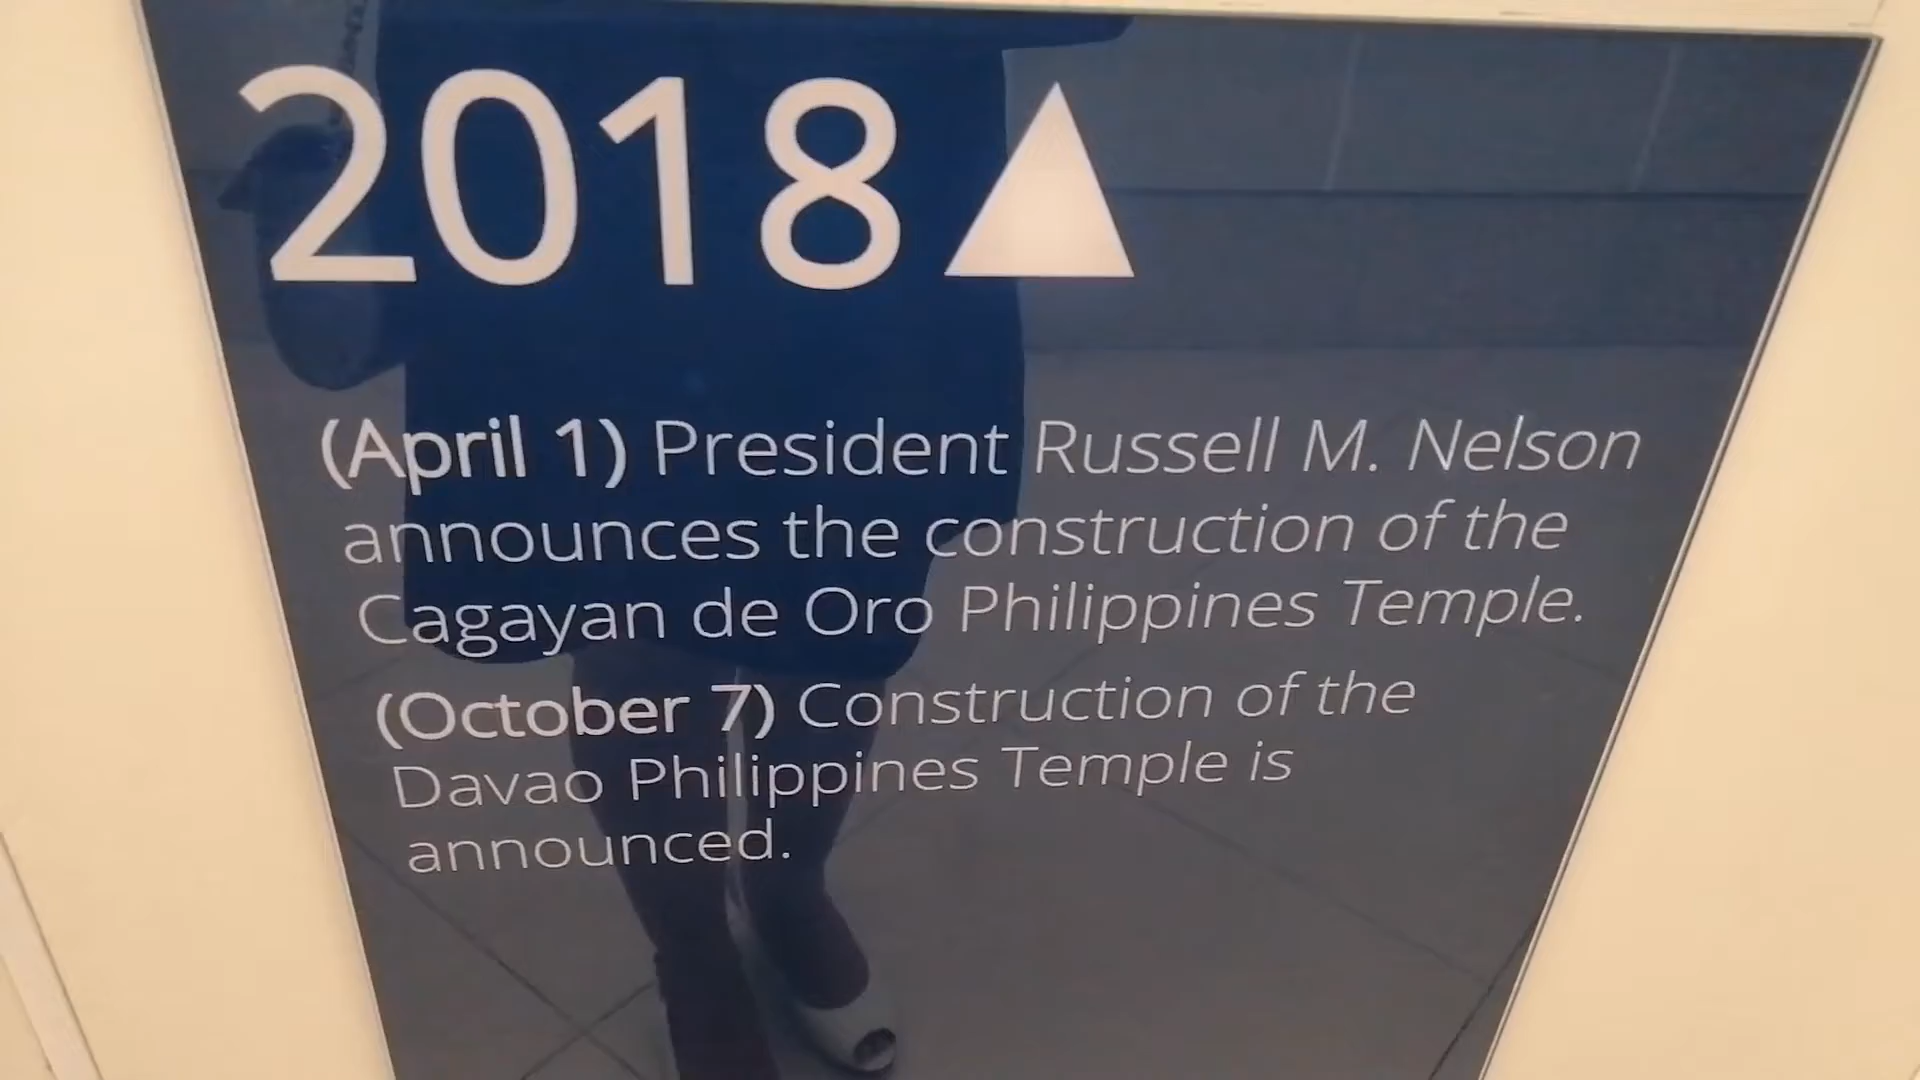 2018
(April 1) President Russell M. Nelson
announces the construction of the
Cagayan de Oro Philippines Temple.
(October 7) Construction of the
Davao Philippines Temple is
announced.